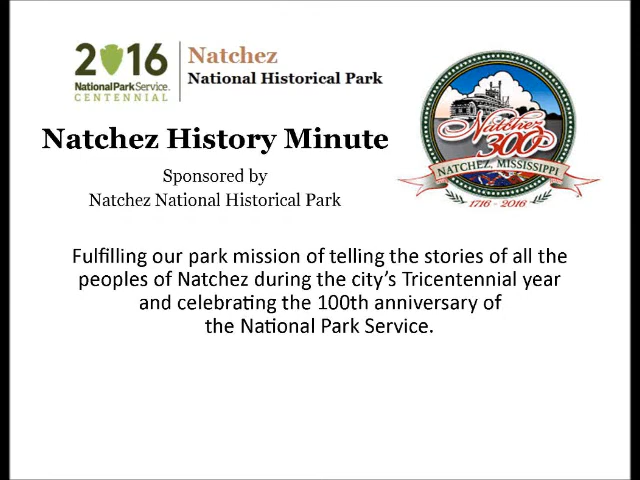 2016
National Park Service
CENTENNIAL
Natchez
National Historical Park
Natchez History Minute
Sponsored by
Natchez National Historical Park
Natchez
300
NATCHEZ, MISSISSIPPI
1716 - 2016
Fulfilling our park mission of telling the stories of all the
peoples of Natchez during the city's Tricentennial year
and celebrating the 100th anniversary of
the National Park Service.